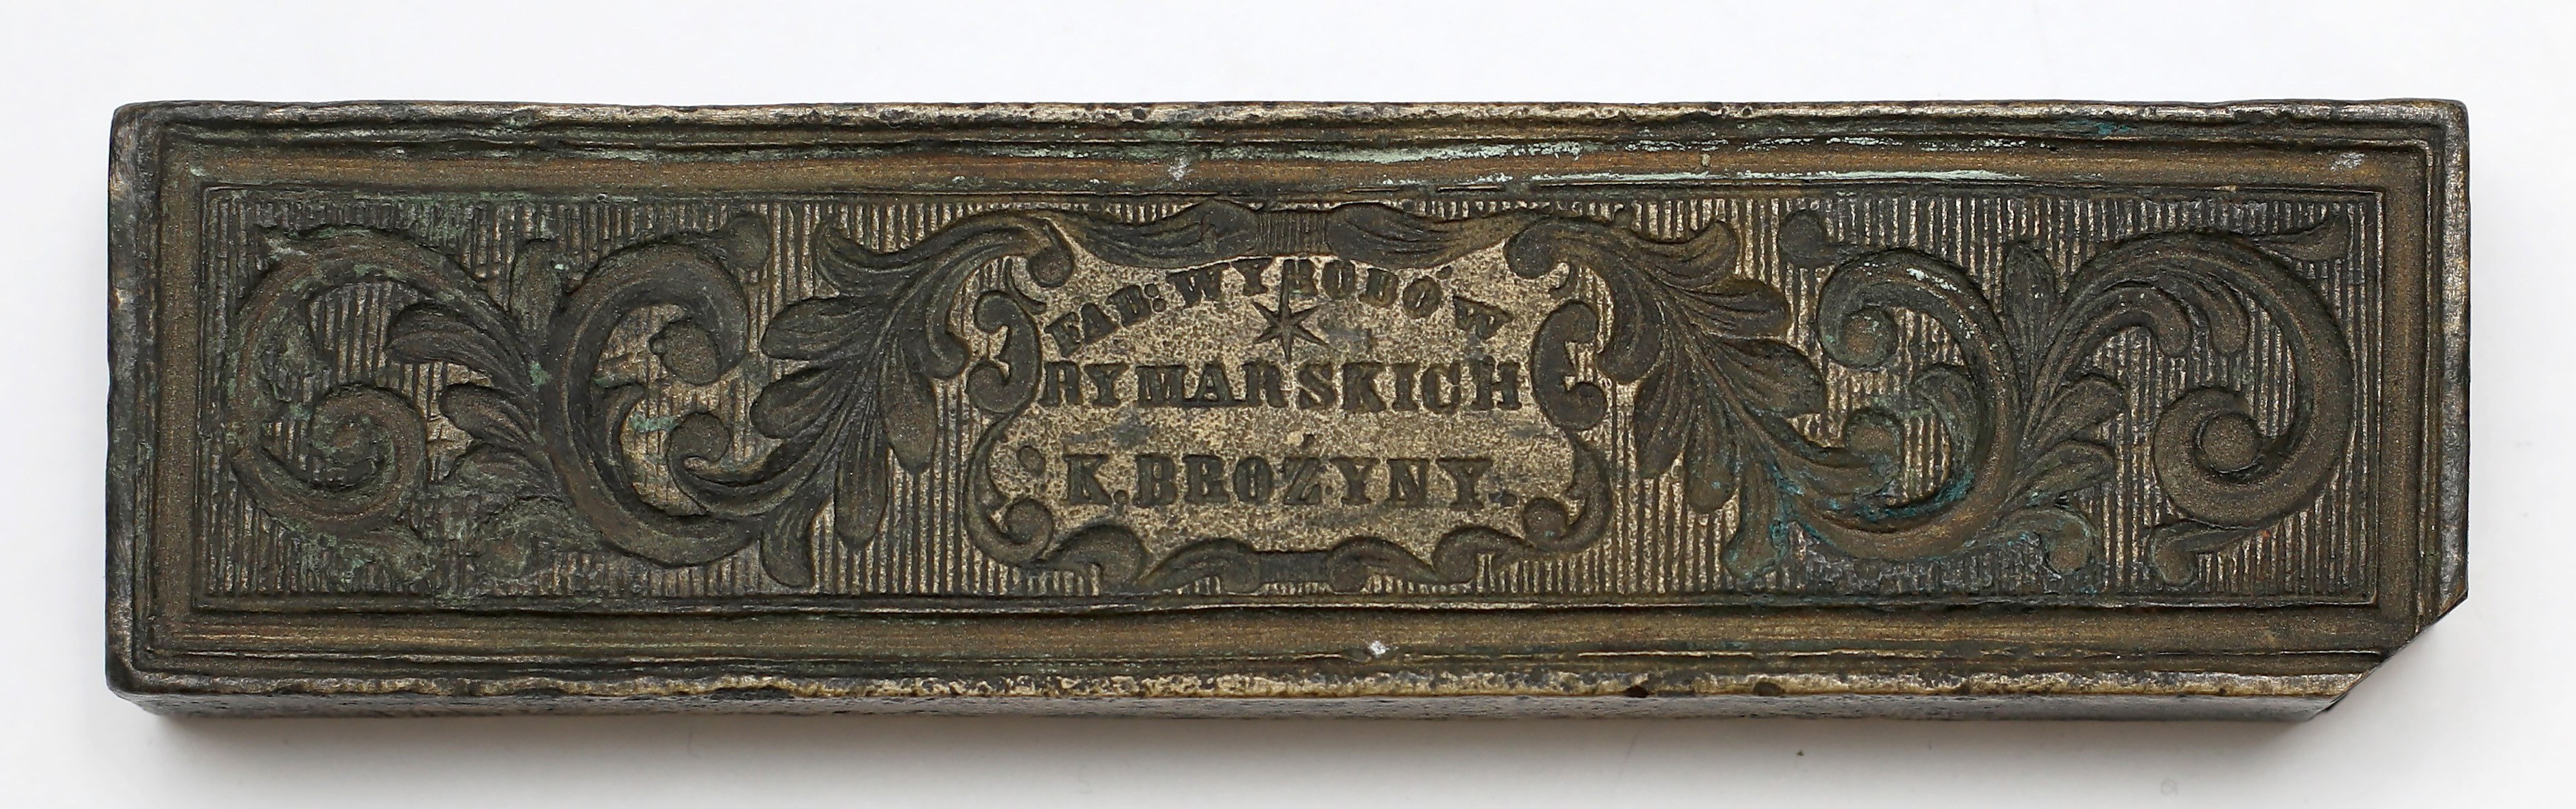 FAB: WYROBÓW
RYMARSKICH
K. BROŻYNY.